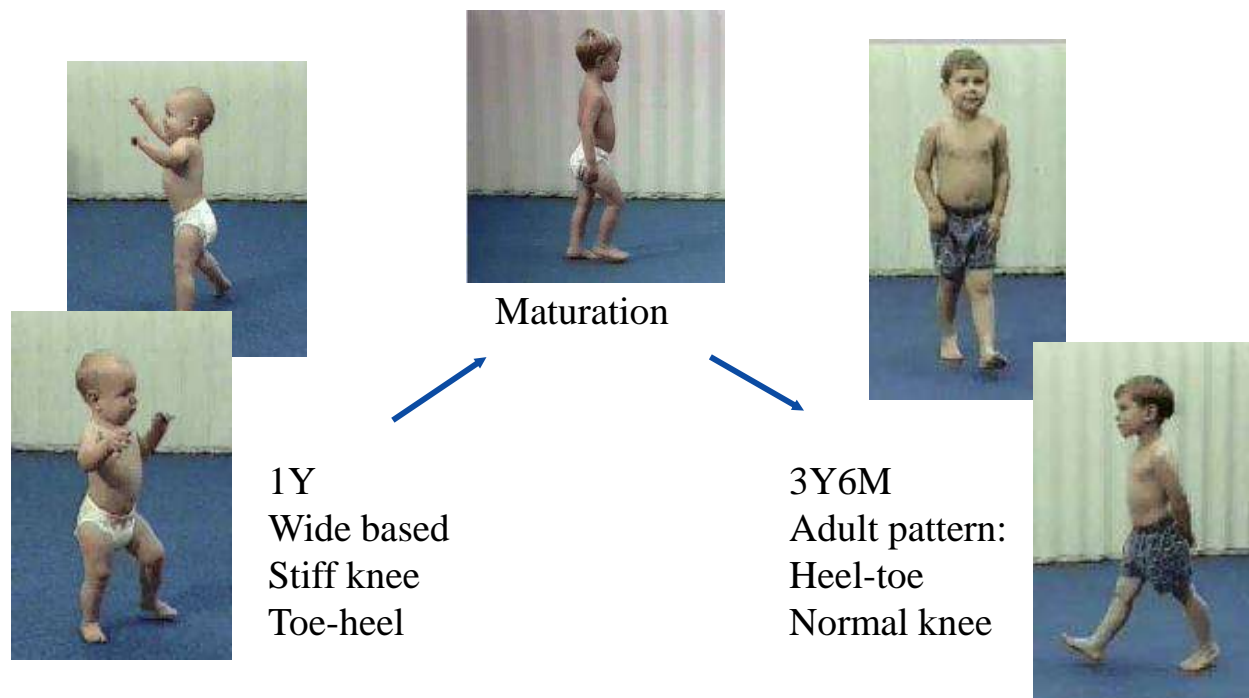 Maturation
1Y
Wide based
Stiff knee
Toe-heel
3Y6M
Adult pattern:
Heel-toe
Normal knee